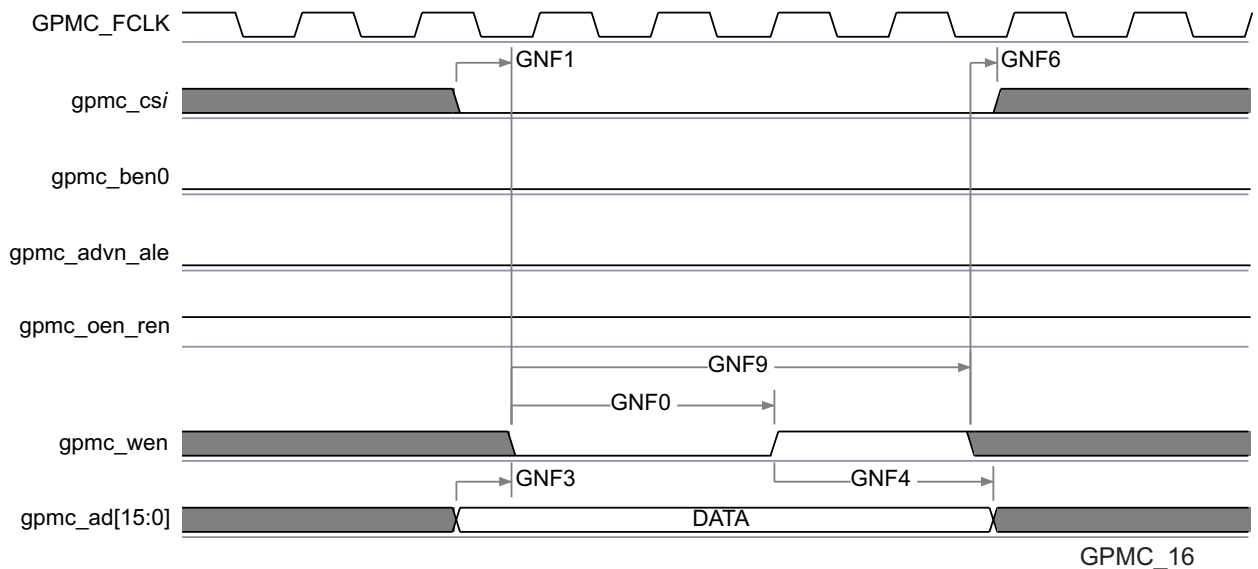 GPMC_FCLK
GNF1
GNF6
gpmc_csi
gpmc_ben0
gpmc_advn_ale
gpmc_oen_ren
GNF9
GNF0
gpmc_wen
GNF3
GNF4
gpmc_ad[15:0]
DATA
GPMC_16